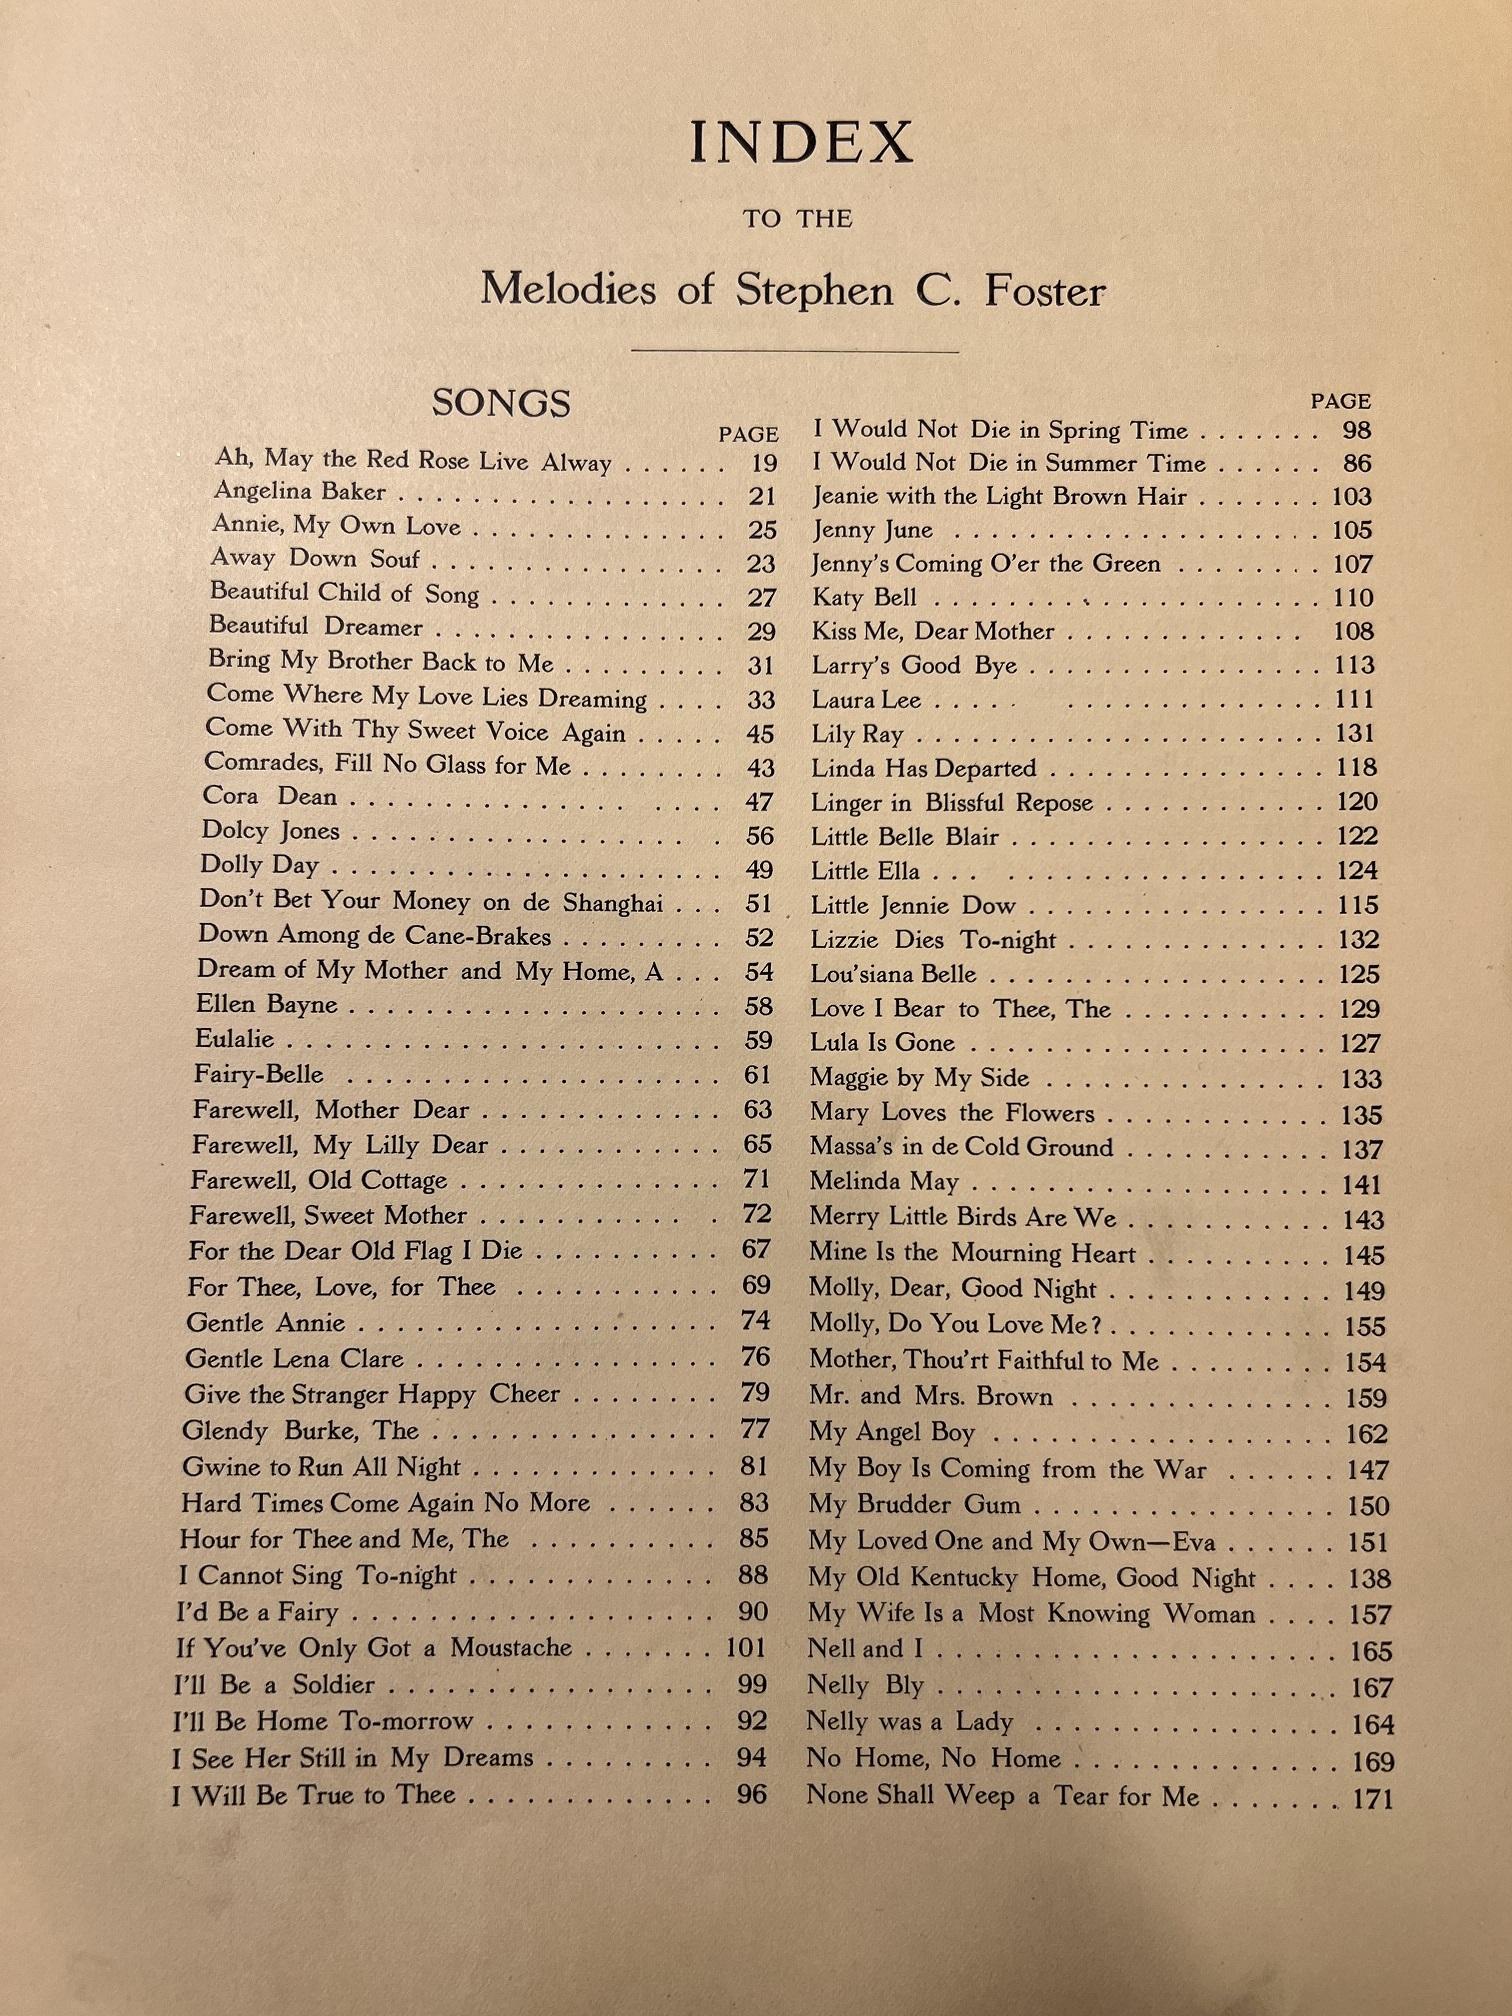 INDEX
TO THE
Melodies of Stephen C. Foster
SONGS
PAGE
Ah, May the Red Rose Live Alway . . . . . . 19
Angelina Baker . . . . . . . . . . . . . . . . . 21
Annie, My Own Love . . . . . . . . . . . . . 25
Away Down Souf . . . . . . . . . . . . . . . 23
Beautiful Child of Song . . . . . . . . . . . . 27
Beautiful Dreamer . . . . . . . . . . . . . . . 29
Bring My Brother Back to Me . . . . . . . . 31
Come Where My Love Lies Dreaming . . . . 33
Come With Thy Sweet Voice Again . . . . . 45
Comrades, Fill No Glass for Me . . . . . . . . 43
Cora Dean . . . . . . . . . . . . . . . . . . . 47
Dolcy Jones . . . . . . . . . . . . . . . . . . . 56
Dolly Day . . . . . . . . . . . . . . . . . . . . 49
Don't Bet Your Money on de Shanghai . . . 51
Down Among de Cane-Brakes . . . . . . . . . 52
Dream of My Mother and My Home, A . . . 54
Ellen Bayne . . . . . . . . . . . . . . . . . . . 58
Eulalie . . . . . . . . . . . . . . . . . . . . . . 59
Fairy-Belle . . . . . . . . . . . . . . . . . . . . 61
Farewell, Mother Dear . . . . . . . . . . . . . 63
Farewell, My Lilly Dear . . . . . . . . . . . . 65
Farewell, Old Cottage . . . . . . . . . . . . . . 71
Farewell, Sweet Mother . . . . . . . . . . . . 72
For the Dear Old Flag I Die . . . . . . . . . . 67
For Thee, Love, for Thee . . . . . . . . . . . 69
Gentle Annie . . . . . . . . . . . . . . . . . . . 74
Gentle Lena Clare . . . . . . . . . . . . . . . . 76
Give the Stranger Happy Cheer . . . . . . . . 79
Glendy Burke, The . . . . . . . . . . . . . . . 77
Gwine to Run All Night . . . . . . . . . . . . . 81
Hard Times Come Again No More . . . . . . 83
Hour for Thee and Me, The . . . . . . . . . . 85
I Cannot Sing To-night . . . . . . . . . . . . . 88
I'd Be a Fairy . . . . . . . . . . . . . . . . . . . 90
If You've Only Got a Moustache . . . . . . . 101
I'll Be a Soldier . . . . . . . . . . . . . . . . . 99
I'll Be Home To-morrow . . . . . . . . . . . . 92
I See Her Still in My Dreams . . . . . . . . . 94
I Will Be True to Thee . . . . . . . . . . . . . 96
PAGE
I Would Not Die in Spring Time . . . . . . . 98
I Would Not Die in Summer Time . . . . . . 86
Jeanie with the Light Brown Hair . . . . . . . 103
Jenny June . . . . . . . . . . . . . . . . . . . 105
Jenny's Coming O'er the Green . . . . . . . . 107
Katy Bell . . . . . . . . . . . . . . . . . . . . 110
Kiss Me, Dear Mother . . . . . . . . . . . . . 108
Larry's Good Bye . . . . . . . . . . . . . . . . 113
Laura Lee . . . . . . . . . . . . . . . . . . . 111
Lily Ray . . . . . . . . . . . . . . . . . . . . . 131
Linda Has Departed . . . . . . . . . . . . . . . 118
Linger in Blissful Repose . . . . . . . . . . . . 120
Little Belle Blair . . . . . . . . . . . . . . . . . 122
Little Ella . . . . . . . . . . . . . . . . . . . . 124
Little Jennie Dow . . . . . . . . . . . . . . . . 115
Lizzie Dies To-night . . . . . . . . . . . . . . 132
Lou'siana Belle . . . . . . . . . . . . . . . . . . 125
Love I Bear to Thee, The . . . . . . . . . . . 129
Lula Is Gone . . . . . . . . . . . . . . . . . . . 127
Maggie by My Side . . . . . . . . . . . . . . . 133
Mary Loves the Flowers . . . . . . . . . . . . 135
Massa's in de Cold Ground . . . . . . . . . . . 137
Melinda May . . . . . . . . . . . . . . . . . . . 141
Merry Little Birds Are We . . . . . . . . . . . 143
Mine Is the Mourning Heart . . . . . . . . . . 145
Molly, Dear, Good Night . . . . . . . . . . . . 149
Molly, Do You Love Me? . . . . . . . . . . . . 155
Mother, Thou'rt Faithful to Me . . . . . . . . . 154
Mr. and Mrs. Brown . . . . . . . . . . . . . . 159
My Angel Boy . . . . . . . . . . . . . . . . . . 162
My Boy Is Coming from the War . . . . . . 147
My Brudder Gum . . . . . . . . . . . . . . . . 150
My Loved One and My Own—Eva . . . . . . 151
My Old Kentucky Home, Good Night . . . . 138
My Wife Is a Most Knowing Woman . . . . 157
Nell and I . . . . . . . . . . . . . . . . . . . . . 165
Nelly Bly . . . . . . . . . . . . . . . . . . . . . 167
Nelly was a Lady . . . . . . . . . . . . . . . . 164
No Home, No Home . . . . . . . . . . . . . . 169
None Shall Weep a Tear for Me . . . . . . . 171